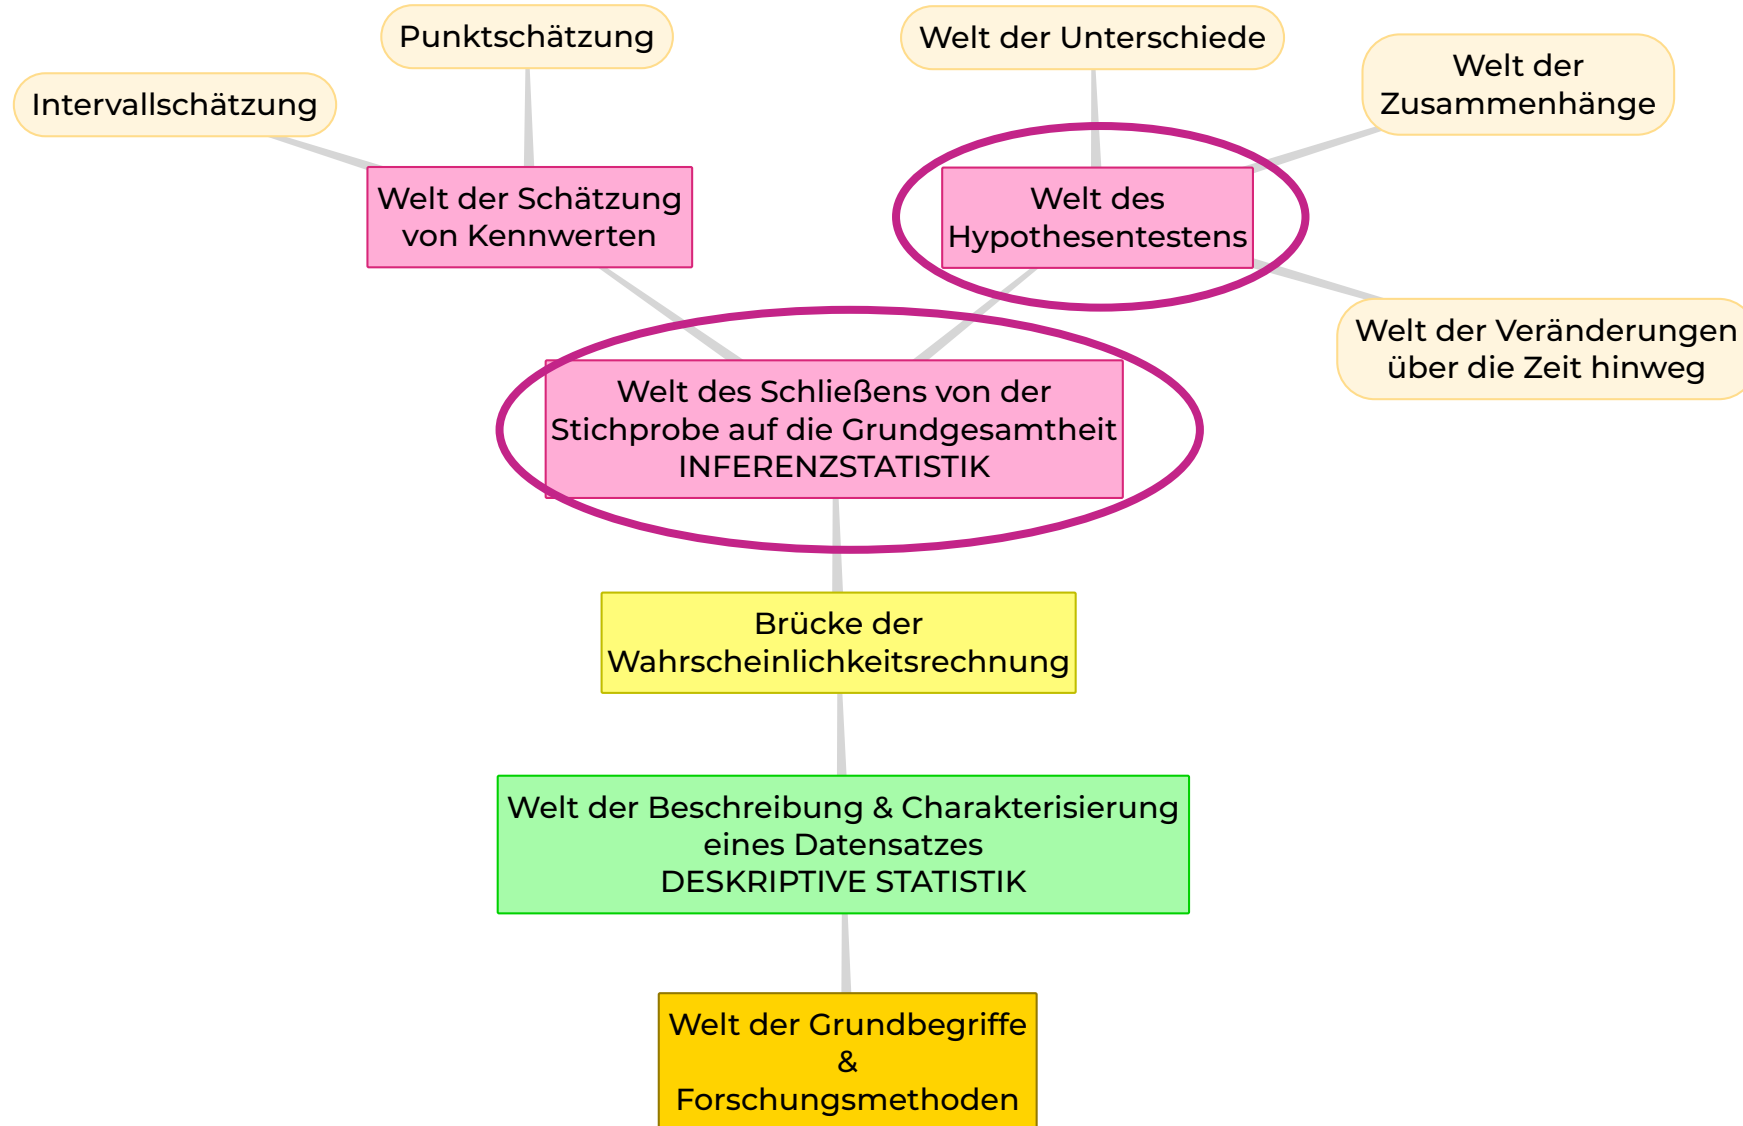 Punktschätzung
Welt der Unterschiede
Intervallschätzung
Welt der
Zusammenhänge
Welt der Schätzung
von Kennwerten
Welt des
Hypothesentestens
Welt der Veränderungen
über die Zeit hinweg
Welt des Schließens von der
Stichprobe auf die Grundgesamtheit
INFERENZSTATISTIK
Brücke der
Wahrscheinlichkeitsrechnung
Welt der Beschreibung & Charakterisierung
eines Datensatzes
DESKRIPTIVE STATISTIK
Welt der Grundbegriffe
&
Forschungsmethoden